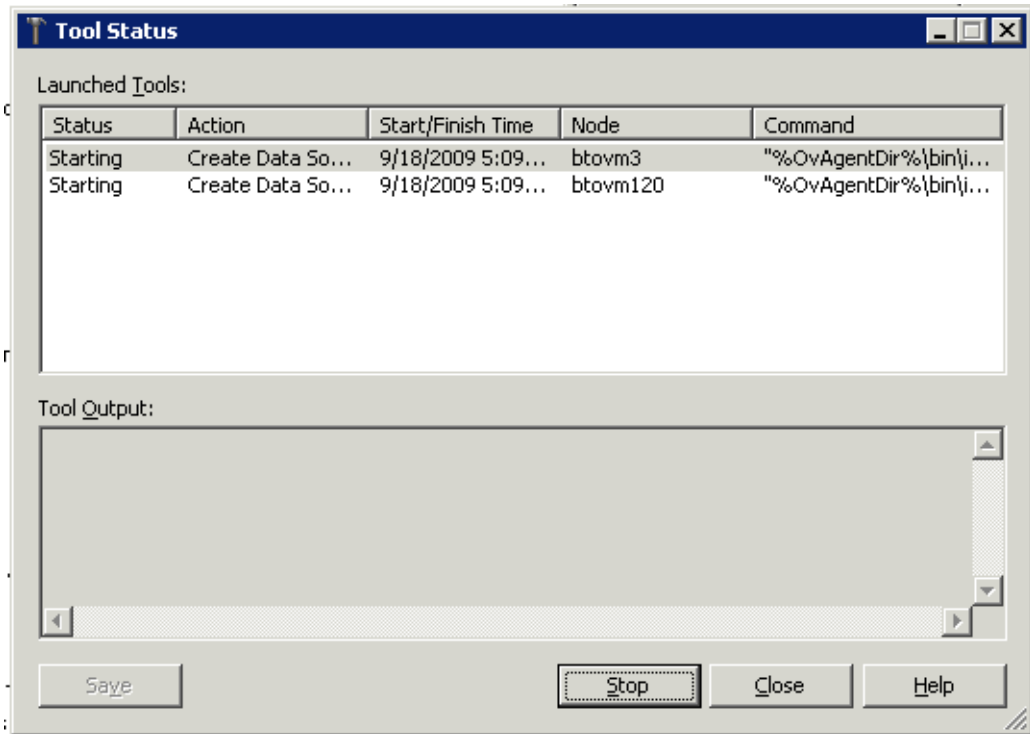 Tool Status
Launched Tools:
Status Action Start/Finish Time Node Command
Starting Create Data So... 9/18/2009 5:09... btovm3 "%OvAgentDir%\bin\i...
Starting Create Data So... 9/18/2009 5:09... btovm120 "%OvAgentDir%\bin\i...
Tool Output:
Save Stop Close Help